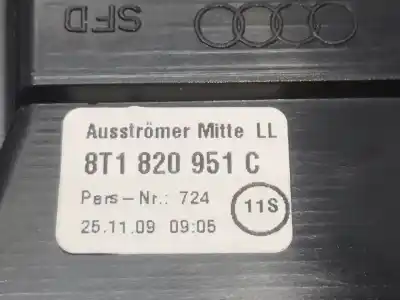 SFD
Ausströmer Mitte LL
8T1 820 951 C
Pers-Nr.: 724
11S
25.11.09 09:05